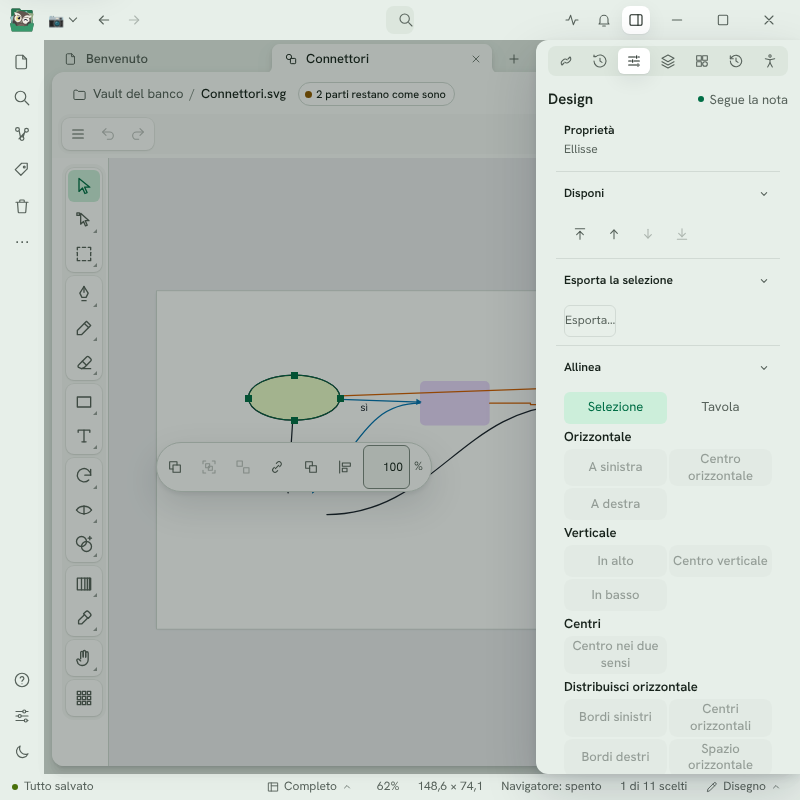 Benvenuto
Connettori
Vault del banco / Connettori.svg
2 parti restano come sono
sì
100 %
Design
Segue la nota
Proprietà
Ellisse
Disponi
Esporta la selezione
Esporta...
Allinea
Selezione
Tavola
Orizzontale
A sinistra
Centro
orizzontale
A destra
Verticale
In alto
Centro verticale
In basso
Centri
Centro nei due
sensi
Distribuisci orizzontale
Bordi sinistri
Centri
orizzontali
Bordi destri
Spazio
orizzontale
Tutto salvato
Completo
62%
148,6 × 74,1
Navigatore: spento
1 di 11 scelti
Disegno